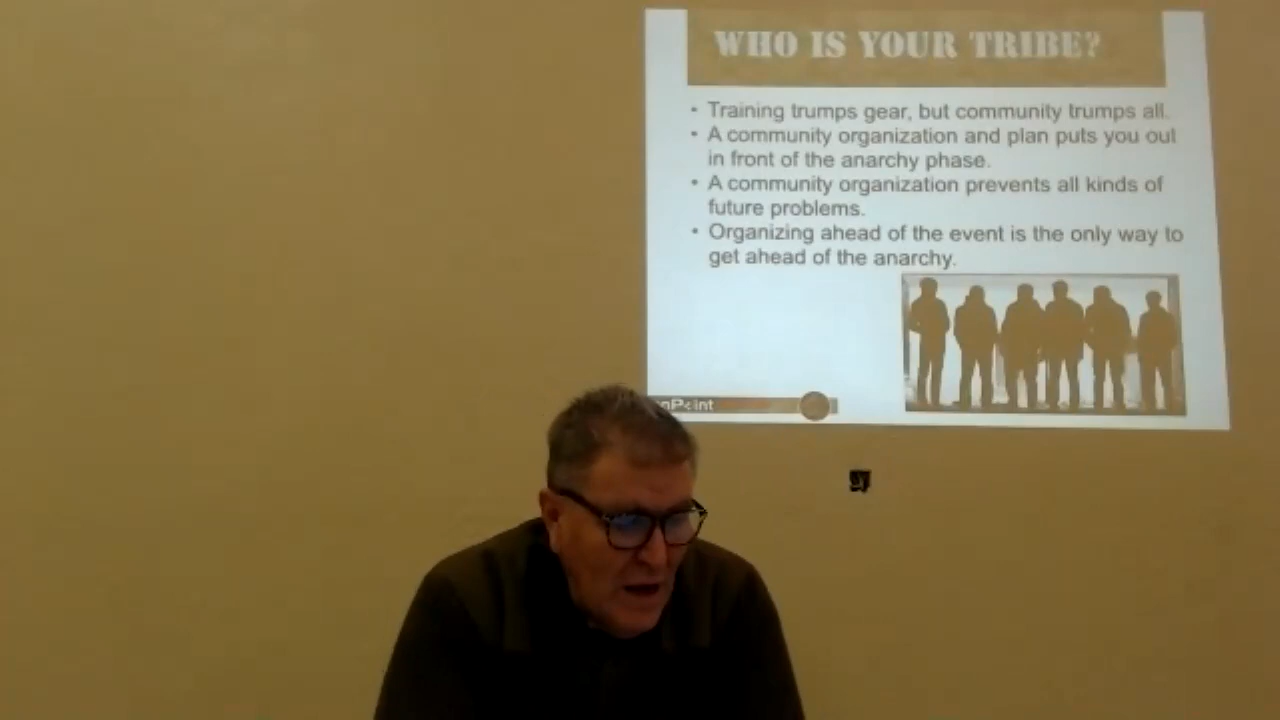 WHO IS YOUR TRIBE?
• Training trumps gear, but community trumps all.
• A community organization and plan puts you out
in front of the anarchy phase.
• A community organization prevents all kinds of
future problems.
• Organizing ahead of the event is the only way to
get ahead of the anarchy.
nPoint